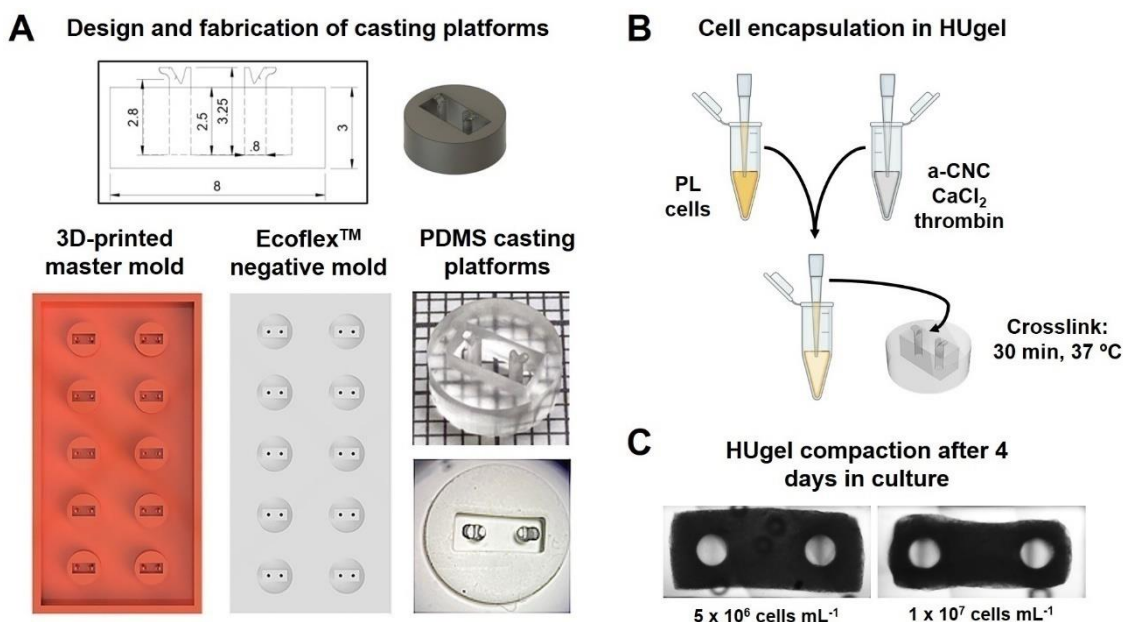 A
Design and fabrication of casting platforms
2.8
2.5
3.25
.8
3
8
3D-printed
master mold
Ecoflex™
negative mold
PDMS casting
platforms
B
Cell encapsulation in HUgel
PL
cells
a-CNC
CaCl₂
thrombin
Crosslink:
30 min, 37 ºC
C
HUgel compaction after 4
days in culture
5 x 10⁶ cells mL⁻¹
1 x 10⁷ cells mL⁻¹